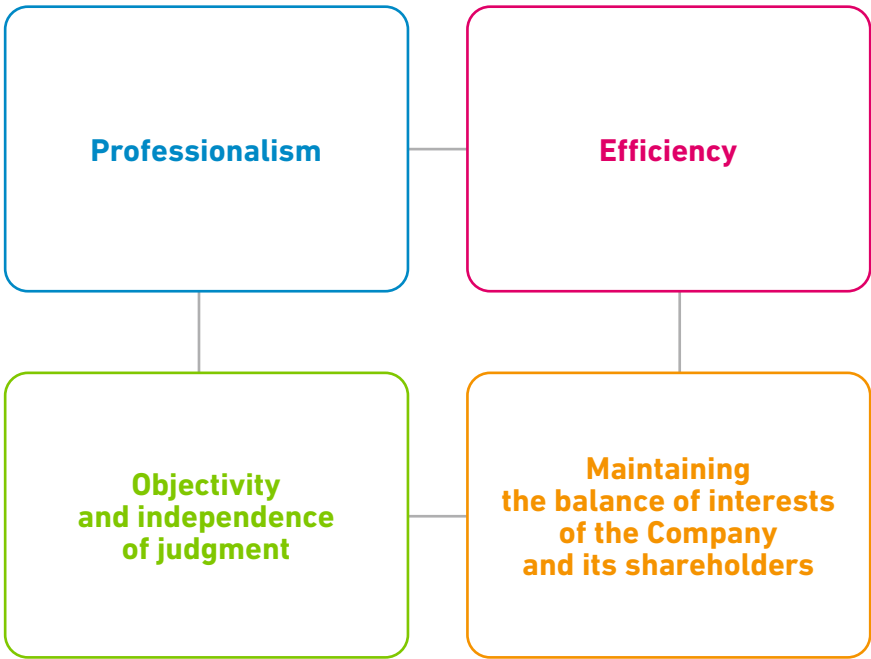 Professionalism
Efficiency
Objectivity
and independence
of judgment
Maintaining
the balance of interests
of the Company
and its shareholders